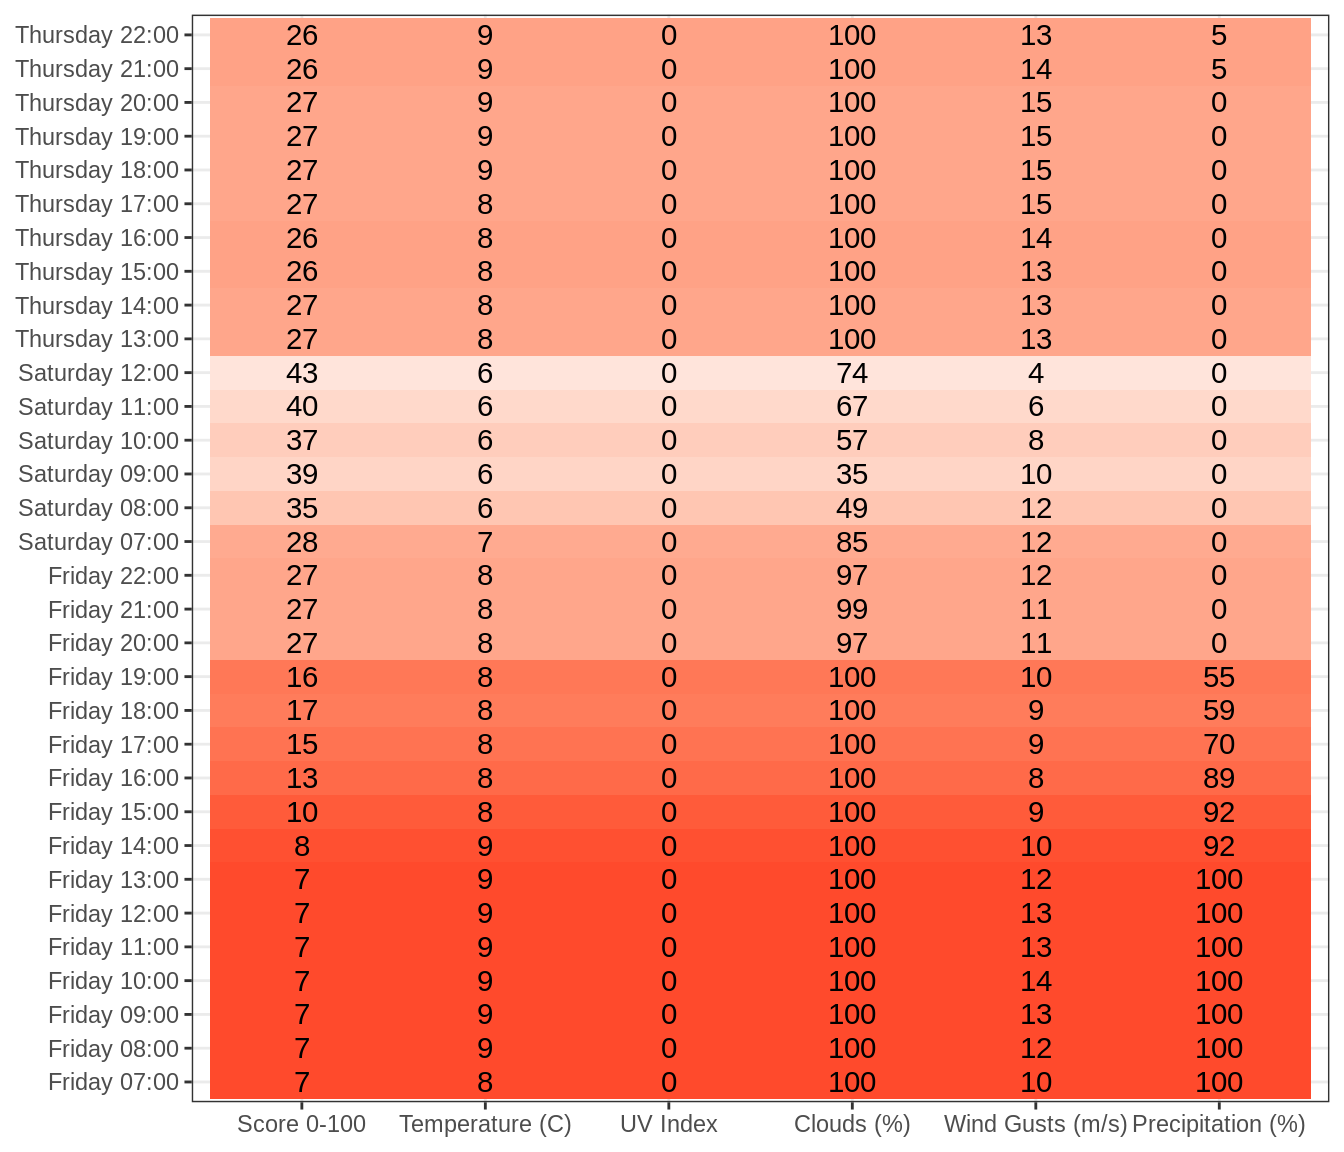 Thursday 22:00 26 9 0 100 13 5
Thursday 21:00 26 9 0 100 14 5
Thursday 20:00 27 9 0 100 15 0
Thursday 19:00 27 9 0 100 15 0
Thursday 18:00 27 9 0 100 15 0
Thursday 17:00 27 8 0 100 15 0
Thursday 16:00 26 8 0 100 14 0
Thursday 15:00 26 8 0 100 13 0
Thursday 14:00 27 8 0 100 13 0
Thursday 13:00 27 8 0 100 13 0
Saturday 12:00 43 6 0 74 4 0
Saturday 11:00 40 6 0 67 6 0
Saturday 10:00 37 6 0 57 8 0
Saturday 09:00 39 6 0 35 10 0
Saturday 08:00 35 6 0 49 12 0
Saturday 07:00 28 7 0 85 12 0
Friday 22:00 27 8 0 97 12 0
Friday 21:00 27 8 0 99 11 0
Friday 20:00 27 8 0 97 11 0
Friday 19:00 16 8 0 100 10 55
Friday 18:00 17 8 0 100 9 59
Friday 17:00 15 8 0 100 9 70
Friday 16:00 13 8 0 100 8 89
Friday 15:00 10 8 0 100 9 92
Friday 14:00 8 9 0 100 10 92
Friday 13:00 7 9 0 100 12 100
Friday 12:00 7 9 0 100 13 100
Friday 11:00 7 9 0 100 13 100
Friday 10:00 7 9 0 100 14 100
Friday 09:00 7 9 0 100 13 100
Friday 08:00 7 9 0 100 12 100
Friday 07:00 7 8 0 100 10 100
Score 0-100 Temperature (C) UV Index Clouds (%) Wind Gusts (m/s) Precipitation (%)